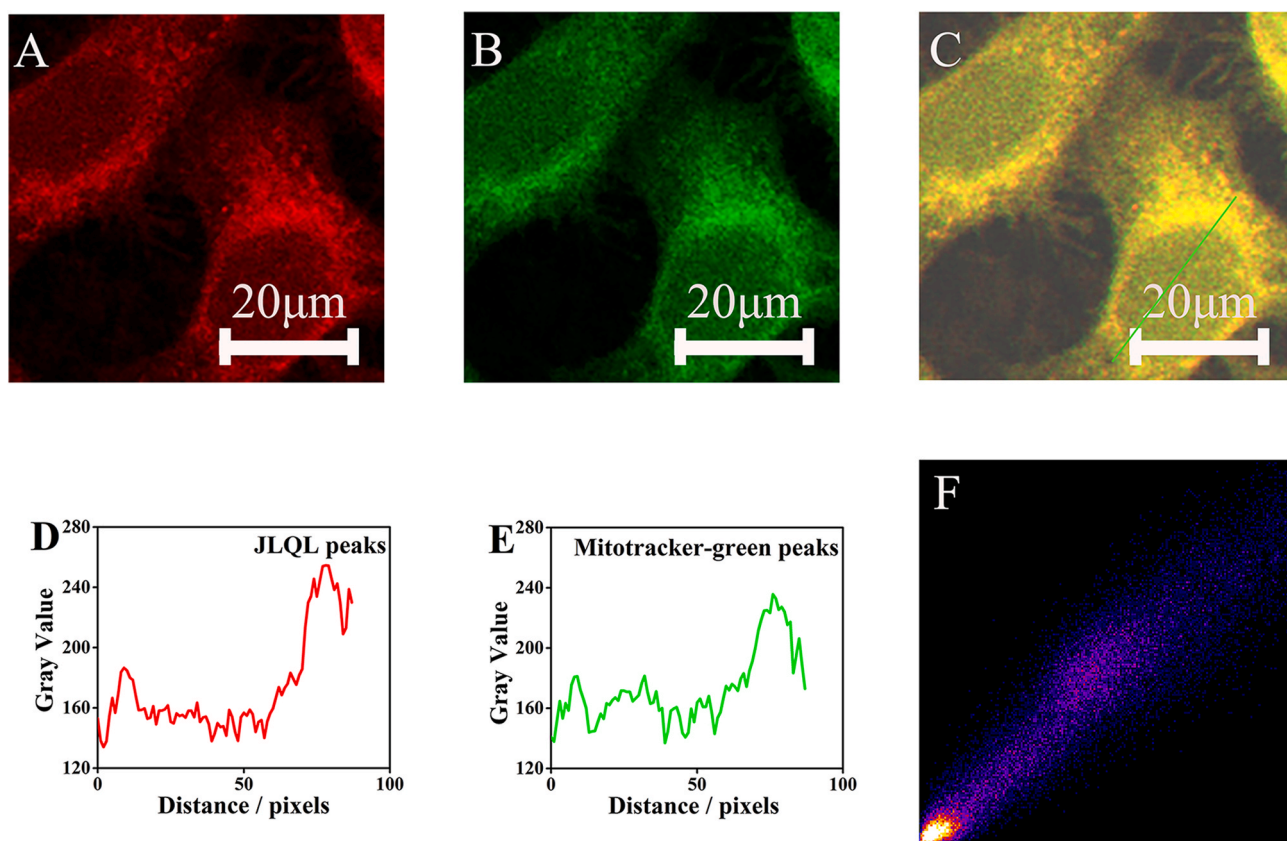 A
B
C
20μm
20μm
20μm
D
JLQL peaks
280
240
200
160
120
Gray Value
0
50
100
Distance / pixels
E
Mitotracker-green peaks
280
240
200
160
120
Gray Value
0
50
100
Distance / pixels
F